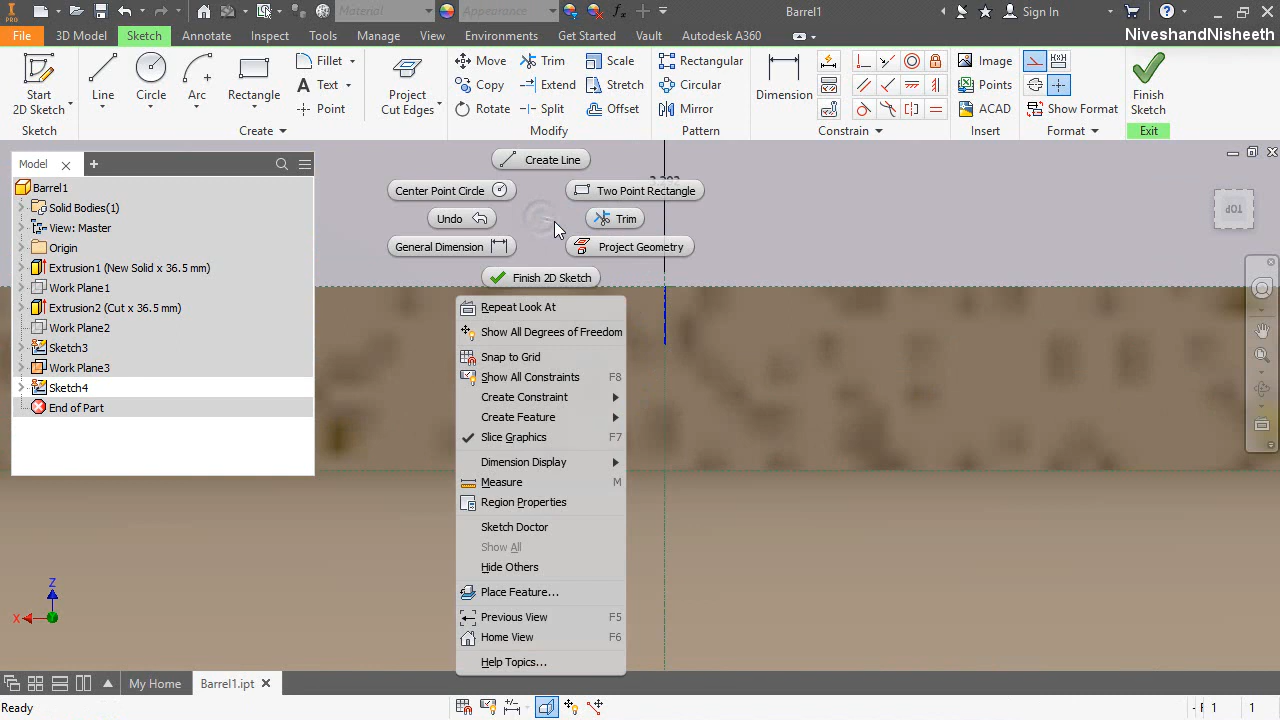 PRO
Material
Appearance
Barrel1
Sign In
File
3D Model
Sketch
Annotate
Inspect
Tools
Manage
View
Environments
Get Started
Vault
Autodesk A360
NiveshandNisheeth
Start
2D Sketch
Line
Circle
Arc
Rectangle
Fillet
Text
Point
Project
Cut Edges
Move
Copy
Rotate
Trim
Extend
Split
Scale
Stretch
Offset
Rectangular
Circular
Mirror
Dimension
Image
Points
ACAD
Show Format
Finish
Sketch
Sketch
Create
Modify
Pattern
Constrain
Insert
Format
Exit
Model
Barrel1
Solid Bodies(1)
View: Master
Origin
Extrusion1 (New Solid x 36.5 mm)
Work Plane1
Extrusion2 (Cut x 36.5 mm)
Work Plane2
Sketch3
Work Plane3
Sketch4
End of Part
Create Line
Center Point Circle
Two Point Rectangle
Undo
Trim
General Dimension
Project Geometry
Finish 2D Sketch
Repeat Look At
Show All Degrees of Freedom
Snap to Grid
Show All Constraints F8
Create Constraint
Create Feature
Slice Graphics F7
Dimension Display
Measure M
Region Properties
Sketch Doctor
Show All
Hide Others
Place Feature...
Previous View F5
Home View F6
Help Topics...
TOP
Z
X
My Home
Barrel1.ipt
Ready
1 1